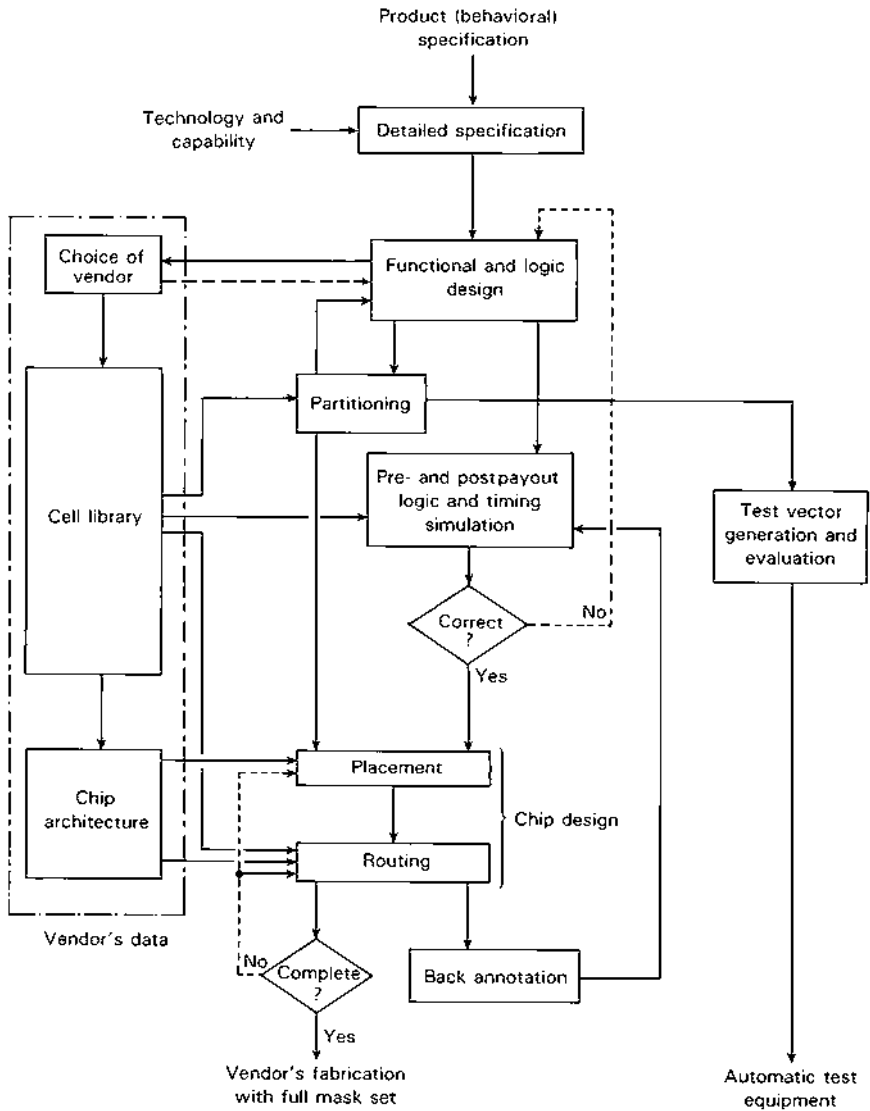 Product (behavioral)
specification
Technology and
capability
Detailed specification
Choice of
vendor
Functional and logic
design
Partitioning
Cell library
Pre- and postpayout
logic and timing
simulation
Test vector
generation and
evaluation
Correct
?
No
Yes
Chip
architecture
Placement
Chip design
Routing
Vendor's data
No
Complete
?
Back annotation
Yes
Vendor's fabrication
with full mask set
Automatic test
equipment